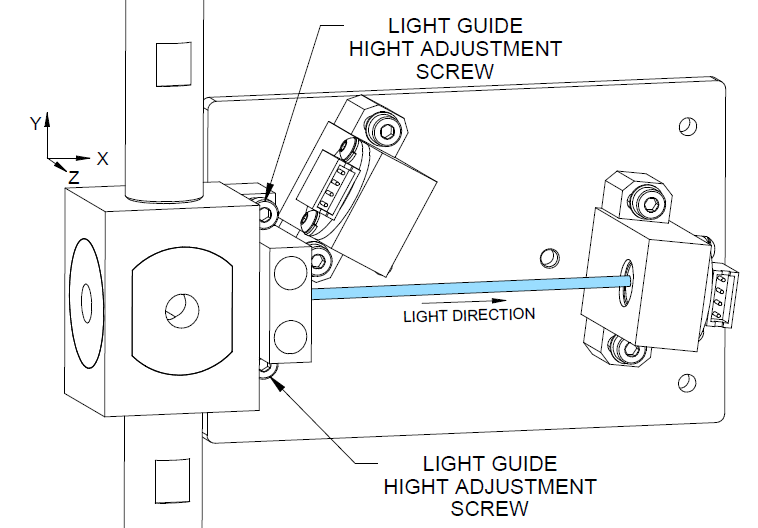 LIGHT GUIDE
HIGHT ADJUSTMENT
SCREW
Y
X
Z
LIGHT DIRECTION
LIGHT GUIDE
HIGHT ADJUSTMENT
SCREW